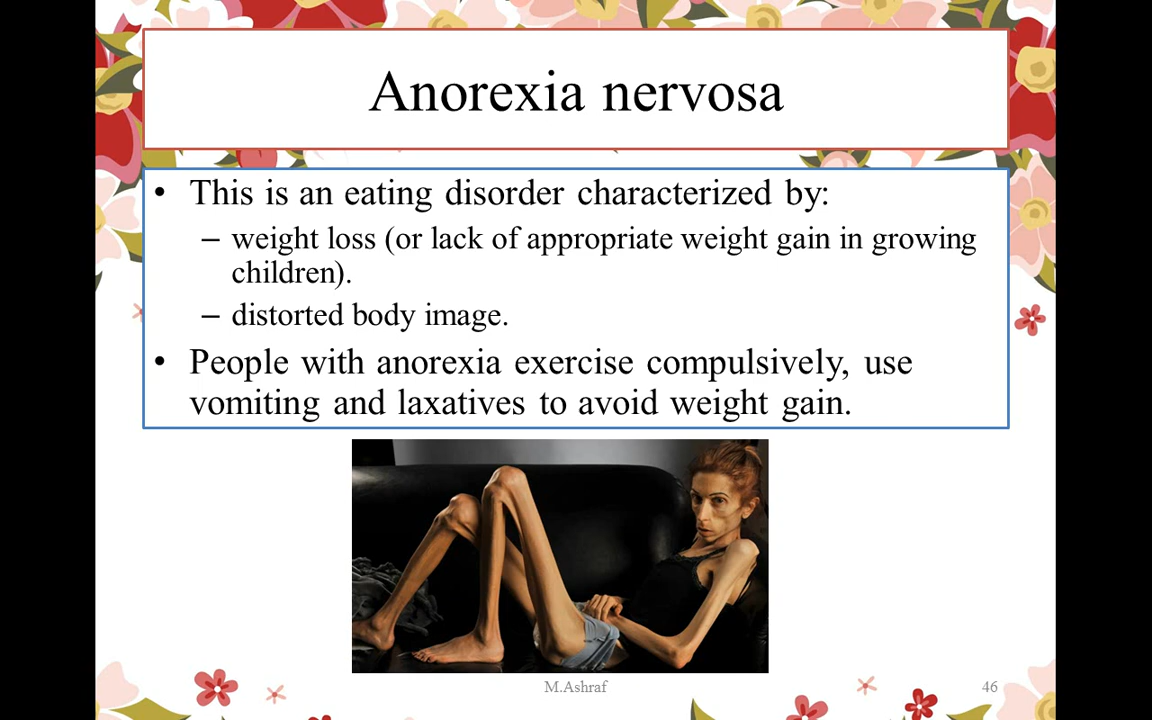 Anorexia nervosa
• This is an eating disorder characterized by:
– weight loss (or lack of appropriate weight gain in growing
children).
– distorted body image.
• People with anorexia exercise compulsively, use
vomiting and laxatives to avoid weight gain.
M.Ashraf
46